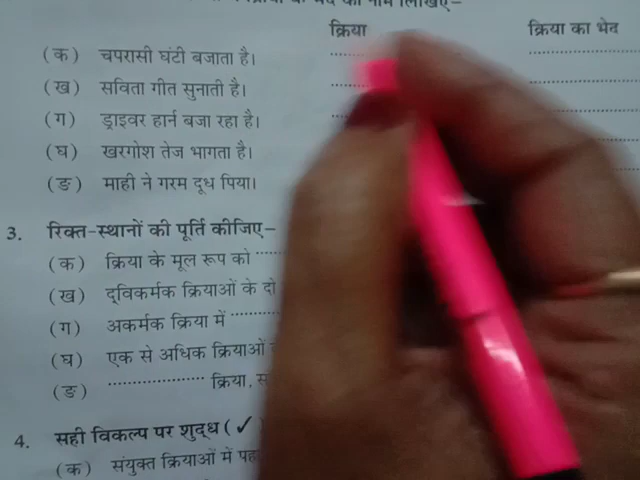 के भेद का नाम लिखिए–
क्रिया क्रिया का भेद
(क) चपरासी घंटी बजाता है।
(ख) सविता गीत सुनाती है।
(ग) ड्राइवर हार्न बजा रहा है।
(घ) खरगोश तेज भागता है।
(ङ) माही ने गरम दूध पिया।
3. रिक्त-स्थानों की पूर्ति कीजिए–
(क) क्रिया के मूल रूप को
(ख) द्विकर्मक क्रियाओं के दो
(ग) अकर्मक क्रिया में
(घ) एक से अधिक क्रियाओं
(ङ) .................. क्रिया,
4. सही विकल्प पर शुद्ध (✓)
(क) संयुक्त क्रियाओं में